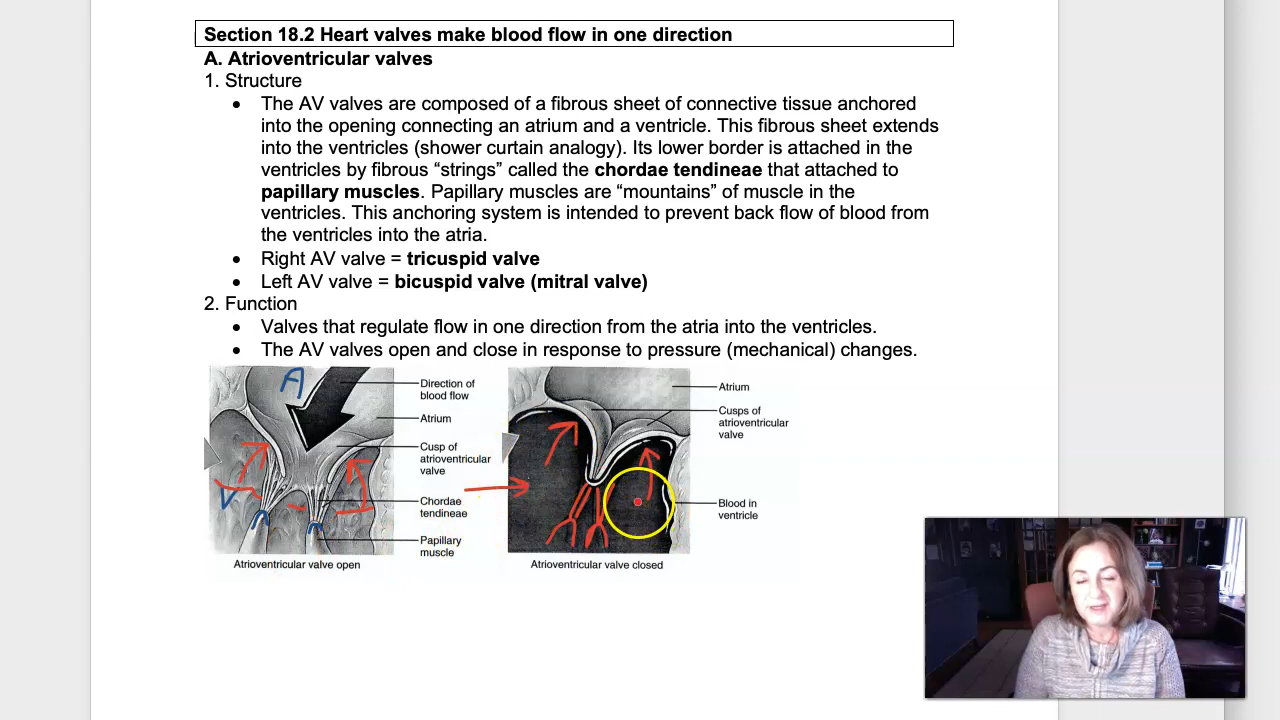 Section 18.2 Heart valves make blood flow in one direction
A. Atrioventricular valves
1. Structure
• The AV valves are composed of a fibrous sheet of connective tissue anchored
into the opening connecting an atrium and a ventricle. This fibrous sheet extends
into the ventricles (shower curtain analogy). Its lower border is attached in the
ventricles by fibrous “strings” called the chordae tendineae that attached to
papillary muscles. Papillary muscles are “mountains” of muscle in the
ventricles. This anchoring system is intended to prevent back flow of blood from
the ventricles into the atria.
• Right AV valve = tricuspid valve
• Left AV valve = bicuspid valve (mitral valve)
2. Function
• Valves that regulate flow in one direction from the atria into the ventricles.
• The AV valves open and close in response to pressure (mechanical) changes.
A
V
Direction of
blood flow
Atrium
Cusp of
atrioventricular
valve
Chordae
tendineae
Papillary
muscle
Atrioventricular valve open
Atrium
Cusps of
atrioventricular
valve
Blood in
ventricle
Atrioventricular valve closed